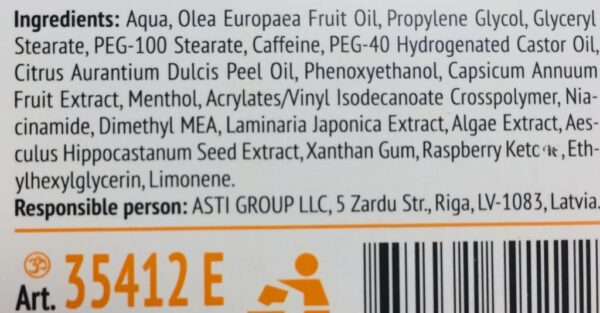 Ingredients: Aqua, Olea Europaea Fruit Oil, Propylene Glycol, Glyceryl
Stearate, PEG-100 Stearate, Caffeine, PEG-40 Hydrogenated Castor Oil,
Citrus Aurantium Dulcis Peel Oil, Phenoxyethanol, Capsicum Annuum
Fruit Extract, Menthol, Acrylates/Vinyl Isodecanoate Crosspolymer, Nia-
cinamide, Dimethyl MEA, Laminaria Japonica Extract, Algae Extract, Aes-
culus Hippocastanum Seed Extract, Xanthan Gum, Raspberry Eth-
ylhexylglycerin, Limonene.
Responsible person: ASTI GROUP LLC, 5 Zardu Str., Riga, LV-1083, Latvia.
ॐ
Art. 35412 E